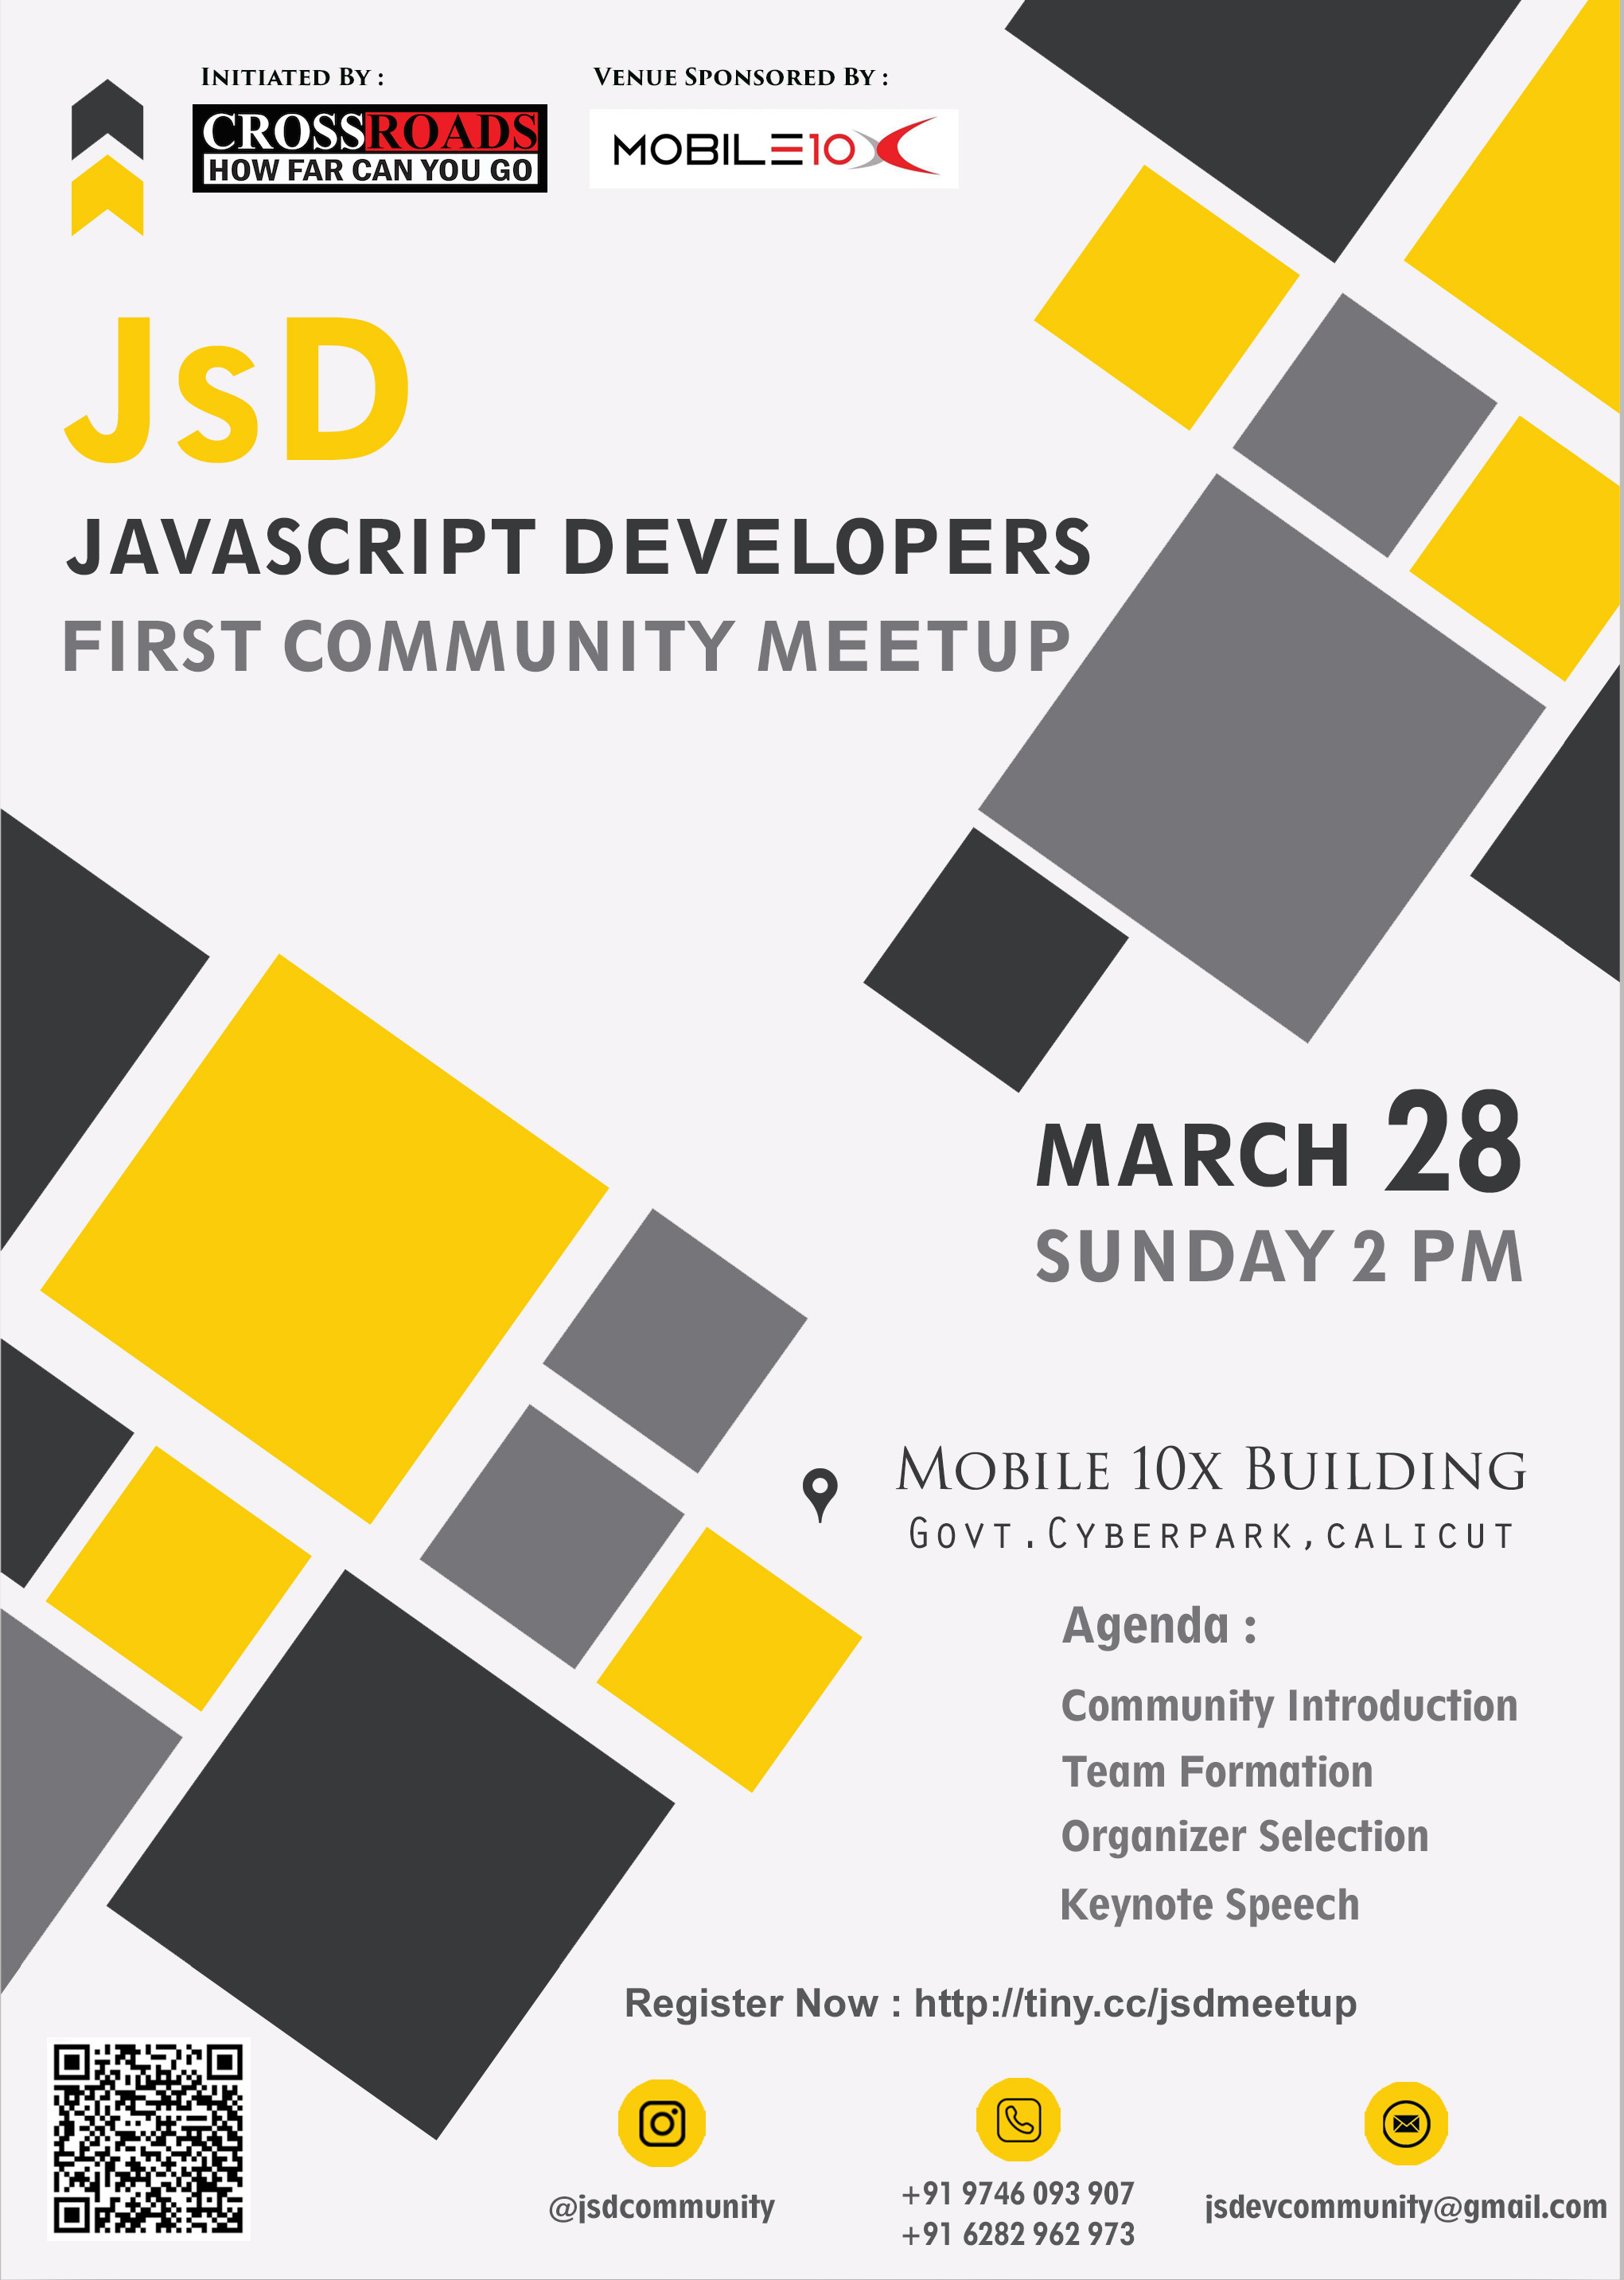 INITIATED BY :
VENUE SPONSORED BY :
CROSSROADS
HOW FAR CAN YOU GO
MOBILE10X
JsD
JAVASCRIPT DEVELOPERS
FIRST COMMUNITY MEETUP
MARCH 28
SUNDAY 2 PM
MOBILE 10X BUILDING
GOVT.CYBERPARK,CALICUT
Agenda :
Community Introduction
Team Formation
Organizer Selection
Keynote Speech
Register Now : http://tiny.cc/jsdmeetup
@jsdcommunity
+91 9746 093 907
+91 6282 962 973
jsdevcommunity@gmail.com